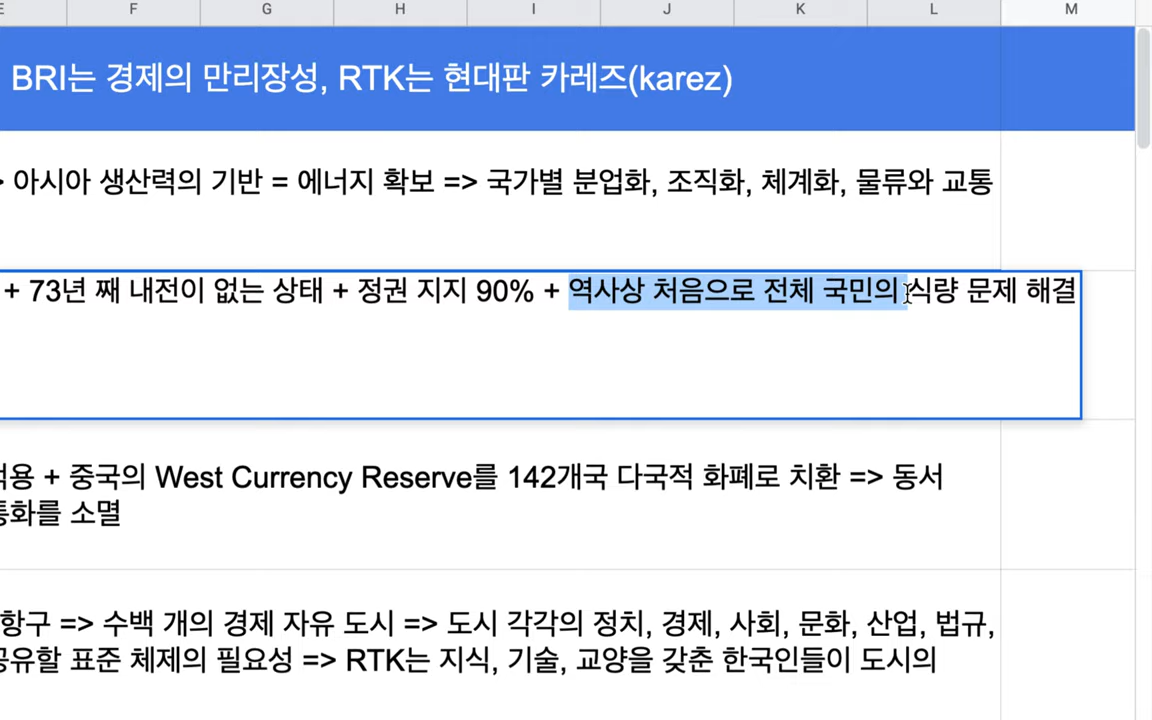 E F G H I J K L M
BRI는 경제의 만리장성, RTK는 현대판 카레즈(karez)
> 아시아 생산력의 기반 = 에너지 확보 => 국가별 분업화, 조직화, 체계화, 물류와 교통
+ 73년 째 내전이 없는 상태 + 정권 지지 90% + 역사상 처음으로 전체 국민의 식량 문제 해결
적용 + 중국의 West Currency Reserve를 142개국 다국적 화폐로 치환 => 동서
통화를 소멸
항구 => 수백 개의 경제 자유 도시 => 도시 각각의 정치, 경제, 사회, 문화, 산업, 법규,
공유할 표준 체제의 필요성 => RTK는 지식, 기술, 교양을 갖춘 한국인들이 도시의